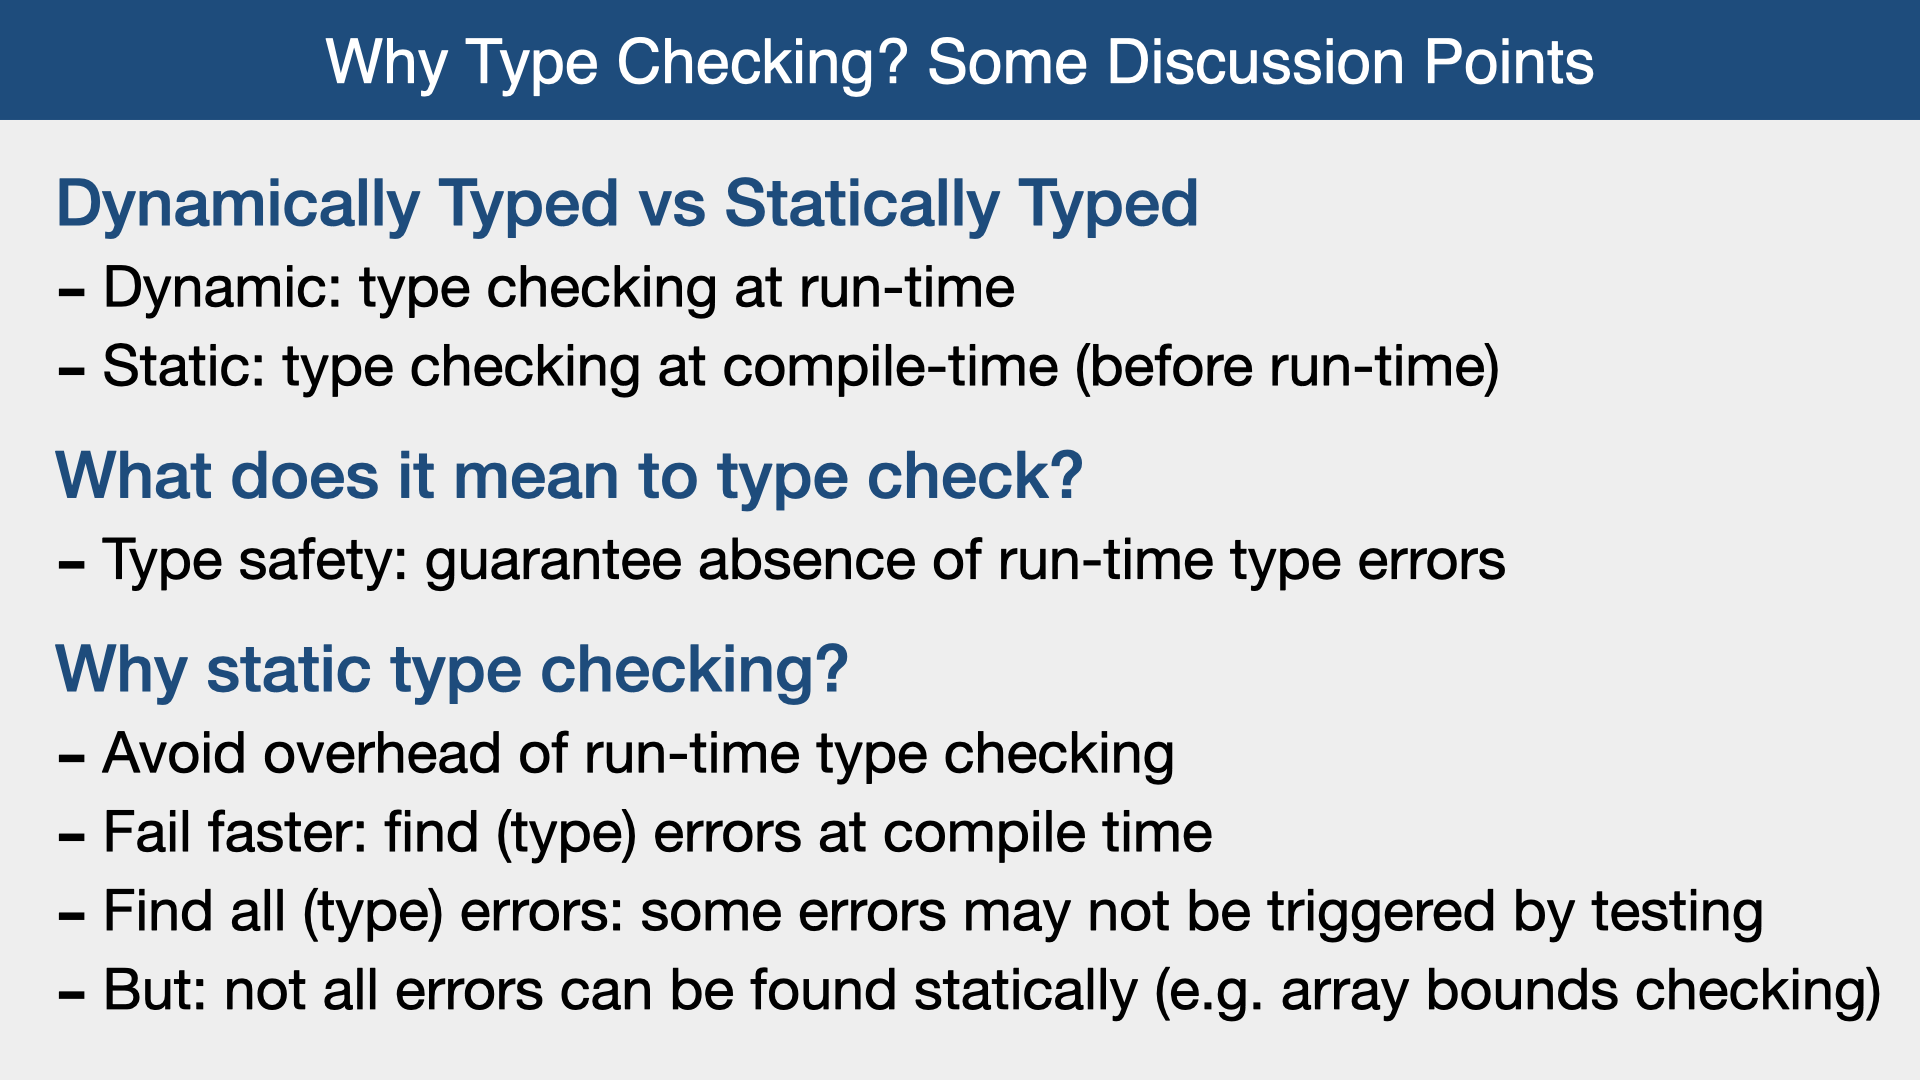 Why Type Checking? Some Discussion Points
Dynamically Typed vs Statically Typed
- Dynamic: type checking at run-time
- Static: type checking at compile-time (before run-time)
What does it mean to type check?
- Type safety: guarantee absence of run-time type errors
Why static type checking?
- Avoid overhead of run-time type checking
- Fail faster: find (type) errors at compile time
- Find all (type) errors: some errors may not be triggered by testing
- But: not all errors can be found statically (e.g. array bounds checking)